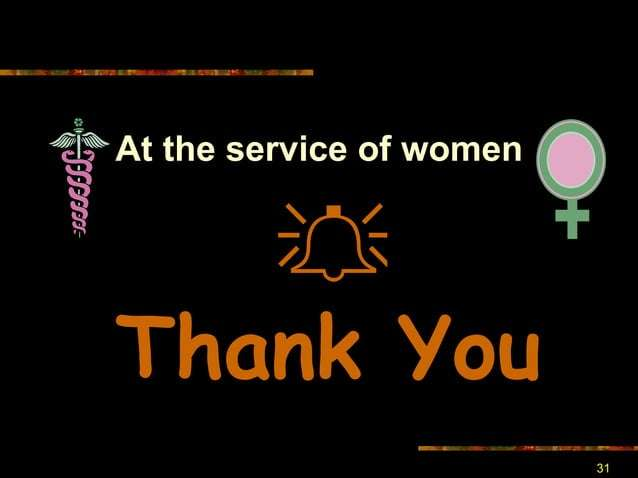 At the service of women
Thank You
31